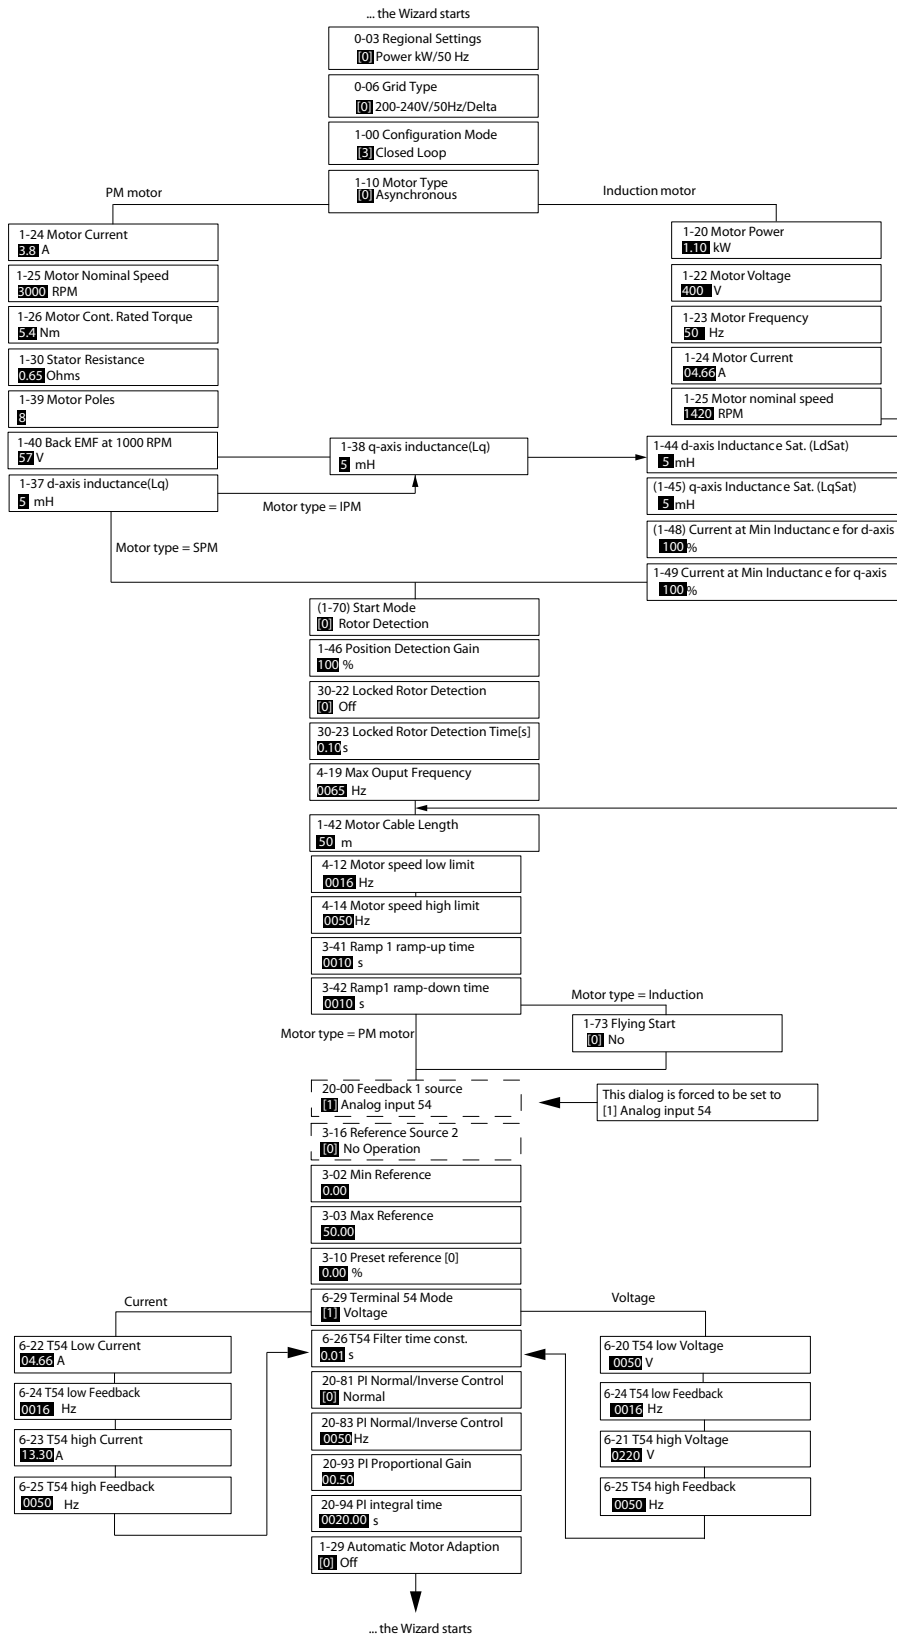 ... the Wizard starts
0-03 Regional Settings
[0] Power kW/50 Hz
0-06 Grid Type
[0] 200-240V/50Hz/Delta
1-00 Configuration Mode
[3] Closed Loop
1-10 Motor Type
[0] Asynchronous
PM motor
Induction motor
1-24 Motor Current
3.8 A
1-25 Motor Nominal Speed
3000 RPM
1-26 Motor Cont. Rated Torque
5.4 Nm
1-30 Stator Resistance
0.65 Ohms
1-39 Motor Poles
8
1-40 Back EMF at 1000 RPM
57 V
1-37 d-axis inductance(Lq)
5 mH
1-20 Motor Power
1.10 kW
1-22 Motor Voltage
400 V
1-23 Motor Frequency
50 Hz
1-24 Motor Current
04.66 A
1-25 Motor nominal speed
1420 RPM
1-38 q-axis inductance(Lq)
5 mH
Motor type = IPM
Motor type = SPM
1-44 d-axis Inductance Sat. (LdSat)
5 mH
(1-45) q-axis Inductance Sat. (LqSat)
5 mH
(1-48) Current at Min Inductance for d-axis
100 %
1-49 Current at Min Inductance for q-axis
100 %
(1-70) Start Mode
[0] Rotor Detection
1-46 Position Detection Gain
100 %
30-22 Locked Rotor Detection
[0] Off
30-23 Locked Rotor Detection Time[s]
0.10 s
4-19 Max Ouput Frequency
0065 Hz
1-42 Motor Cable Length
50 m
4-12 Motor speed low limit
0016 Hz
4-14 Motor speed high limit
0050 Hz
3-41 Ramp 1 ramp-up time
0010 s
3-42 Ramp1 ramp-down time
0010 s
Motor type = Induction
1-73 Flying Start
[0] No
Motor type = PM motor
20-00 Feedback 1 source
[1] Analog input 54
This dialog is forced to be set to
[1] Analog input 54
3-16 Reference Source 2
[0] No Operation
3-02 Min Reference
0.00
3-03 Max Reference
50.00
3-10 Preset reference [0]
0.00 %
6-29 Terminal 54 Mode
[1] Voltage
Current
Voltage
6-22 T54 Low Current
04.66 A
6-24 T54 low Feedback
0016 Hz
6-23 T54 high Current
13.30 A
6-25 T54 high Feedback
0050 Hz
6-26 T54 Filter time const.
0.01 s
20-81 PI Normal/Inverse Control
[0] Normal
20-83 PI Normal/Inverse Control
0050 Hz
20-93 PI Proportional Gain
00.50
20-94 PI integral time
0020.00 s
1-29 Automatic Motor Adaption
[0] Off
6-20 T54 low Voltage
0050 V
6-24 T54 low Feedback
0016 Hz
6-21 T54 high Voltage
0220 V
6-25 T54 high Feedback
0050 Hz
... the Wizard starts